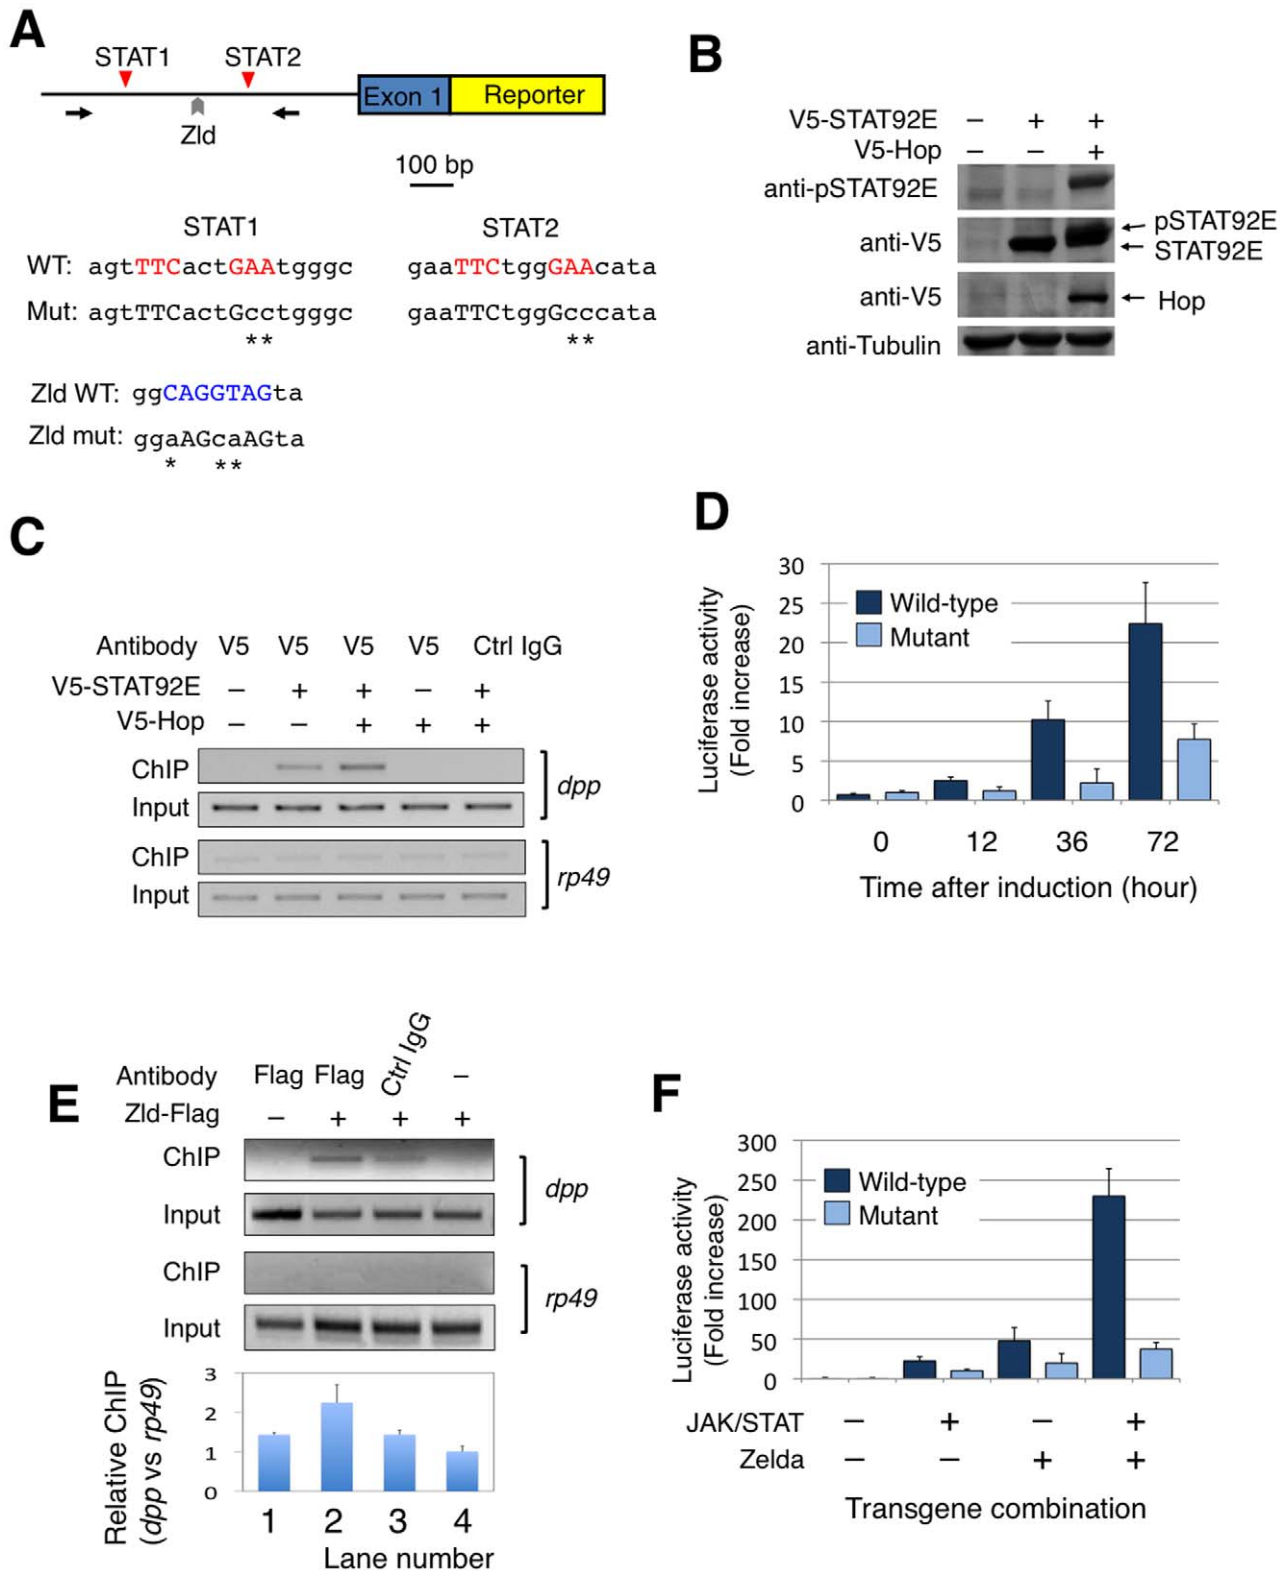 A
STAT1 STAT2
Exon 1 Reporter
Zld
100 bp
STAT1 STAT2
WT: agtTTCactGAAtgggc gaaTTCtggGAAcata
Mut: agtTTCactGcctgggc gaaTTCtggGcccata
** **
Zld WT: ggCAGGTAGta
Zld mut: ggaAGcaAGta
* **
B
V5-STAT92E – + +
V5-Hop – – +
anti-pSTAT92E
anti-V5 pSTAT92E
STAT92E
anti-V5 Hop
anti-Tubulin
C
Antibody V5 V5 V5 V5 Ctrl IgG
V5-STAT92E – + + – +
V5-Hop – – + + +
ChIP
Input
dpp
ChIP
Input
rp49
D
Luciferase activity
(Fold increase)
30
25
20
15
10
5
0
Wild-type
Mutant
0 12 36 72
Time after induction (hour)
E
Antibody Flag Flag Ctrl IgG –
Zld-Flag – + + +
ChIP
Input
dpp
ChIP
Input
rp49
Relative ChIP
(dpp vs rp49)
3
2
1
0
1 2 3 4
Lane number
F
Luciferase activity
(Fold increase)
300
250
200
150
100
50
0
Wild-type
Mutant
JAK/STAT – + – +
Zelda – – + +
Transgene combination